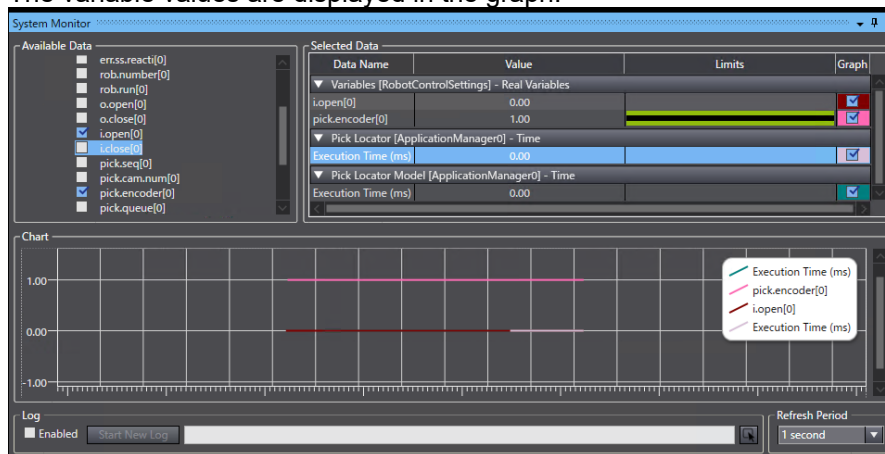 The variable values are displayed in the graph.
System Monitor
Available Data
err.ss.reacti[0]
rob.number[0]
rob.run[0]
o.open[0]
o.close[0]
i.open[0]
i.close[0]
pick.seq[0]
pick.cam.num[0]
pick.encoder[0]
pick.queue[0]
Selected Data
Data Name Value Limits Graph
Variables [RobotControlSettings] - Real Variables
i.open[0] 0.00
pick.encoder[0] 1.00
Pick Locator [ApplicationManager0] - Time
Execution Time (ms) 0.00
Pick Locator Model [ApplicationManager0] - Time
Execution Time (ms) 0.00
Chart
1.00
0.00
-1.00
Execution Time (ms)
pick.encoder[0]
i.open[0]
Execution Time (ms)
Log
Enabled Start New Log
Refresh Period
1 second